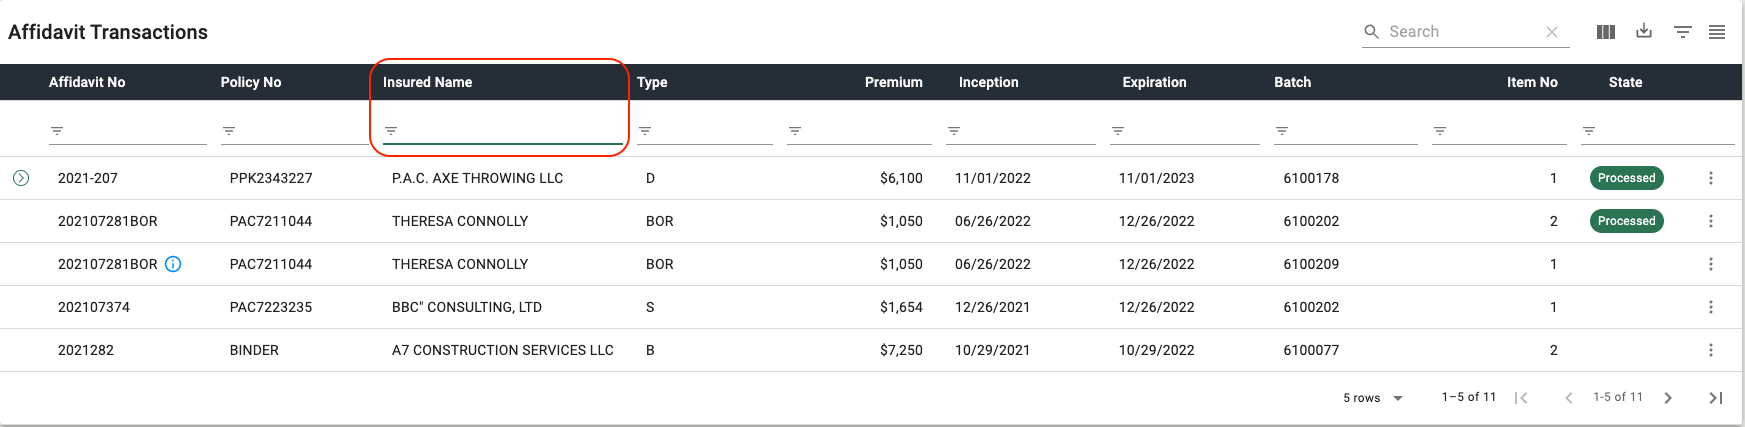 Affidavit Transactions
Search
Affidavit No Policy No Insured Name Type Premium Inception Expiration Batch Item No State
2021-207 PPK2343227 P.A.C. AXE THROWING LLC D $6,100 11/01/2022 11/01/2023 6100178 1 Processed
202107281BOR PAC7211044 THERESA CONNOLLY BOR $1,050 06/26/2022 12/26/2022 6100202 2 Processed
202107281BOR PAC7211044 THERESA CONNOLLY BOR $1,050 06/26/2022 12/26/2022 6100209 1
202107374 PAC7223235 BBC" CONSULTING, LTD S $1,654 12/26/2021 12/26/2022 6100202 1
2021282 BINDER A7 CONSTRUCTION SERVICES LLC B $7,250 10/29/2021 10/29/2022 6100077 2
5 rows 1–5 of 11 1-5 of 11